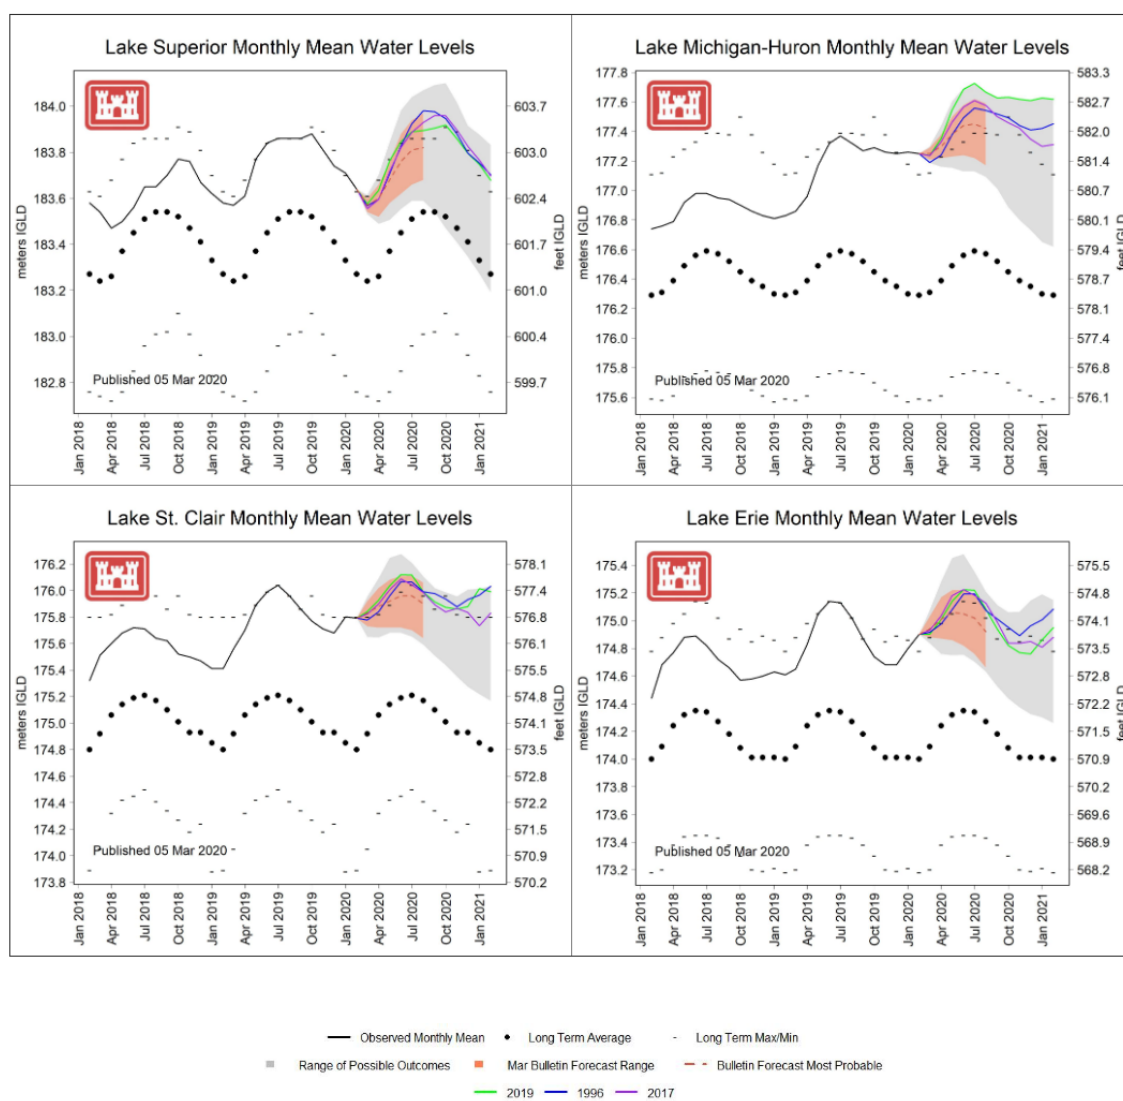 Lake Superior Monthly Mean Water Levels
184.0
183.8
183.6
183.4
183.2
183.0
182.8
meters IGLD
603.7
603.0
602.4
601.7
601.0
600.4
599.7
feet IGLD
Published 05 Mar 2020
Jan 2018
Apr 2018
Jul 2018
Oct 2018
Jan 2019
Apr 2019
Jul 2019
Oct 2019
Jan 2020
Apr 2020
Jul 2020
Oct 2020
Jan 2021
Lake Michigan-Huron Monthly Mean Water Levels
177.8
177.6
177.4
177.2
177.0
176.8
176.6
176.4
176.2
176.0
175.8
175.6
meters IGLD
583.3
582.7
582.0
581.4
580.7
580.1
579.4
578.7
578.1
577.4
576.8
576.1
feet IGLD
Published 05 Mar 2020
Jan 2018
Apr 2018
Jul 2018
Oct 2018
Jan 2019
Apr 2019
Jul 2019
Oct 2019
Jan 2020
Apr 2020
Jul 2020
Oct 2020
Jan 2021
Lake St. Clair Monthly Mean Water Levels
176.2
176.0
175.8
175.6
175.4
175.2
175.0
174.8
174.6
174.4
174.2
174.0
173.8
meters IGLD
578.1
577.4
576.8
576.1
575.5
574.8
574.1
573.5
572.8
572.2
571.5
570.9
570.2
feet IGLD
Published 05 Mar 2020
Jan 2018
Apr 2018
Jul 2018
Oct 2018
Jan 2019
Apr 2019
Jul 2019
Oct 2019
Jan 2020
Apr 2020
Jul 2020
Oct 2020
Jan 2021
Lake Erie Monthly Mean Water Levels
175.4
175.2
175.0
174.8
174.6
174.4
174.2
174.0
173.8
173.6
173.4
173.2
meters IGLD
575.5
574.8
574.1
573.5
572.8
572.2
571.5
570.9
570.2
569.6
568.9
568.2
feet IGLD
Published 05 Mar 2020
Jan 2018
Apr 2018
Jul 2018
Oct 2018
Jan 2019
Apr 2019
Jul 2019
Oct 2019
Jan 2020
Apr 2020
Jul 2020
Oct 2020
Jan 2021
Observed Monthly Mean Long Term Average Long Term Max/Min
Range of Possible Outcomes Mar Bulletin Forecast Range Bulletin Forecast Most Probable
2019 1996 2017